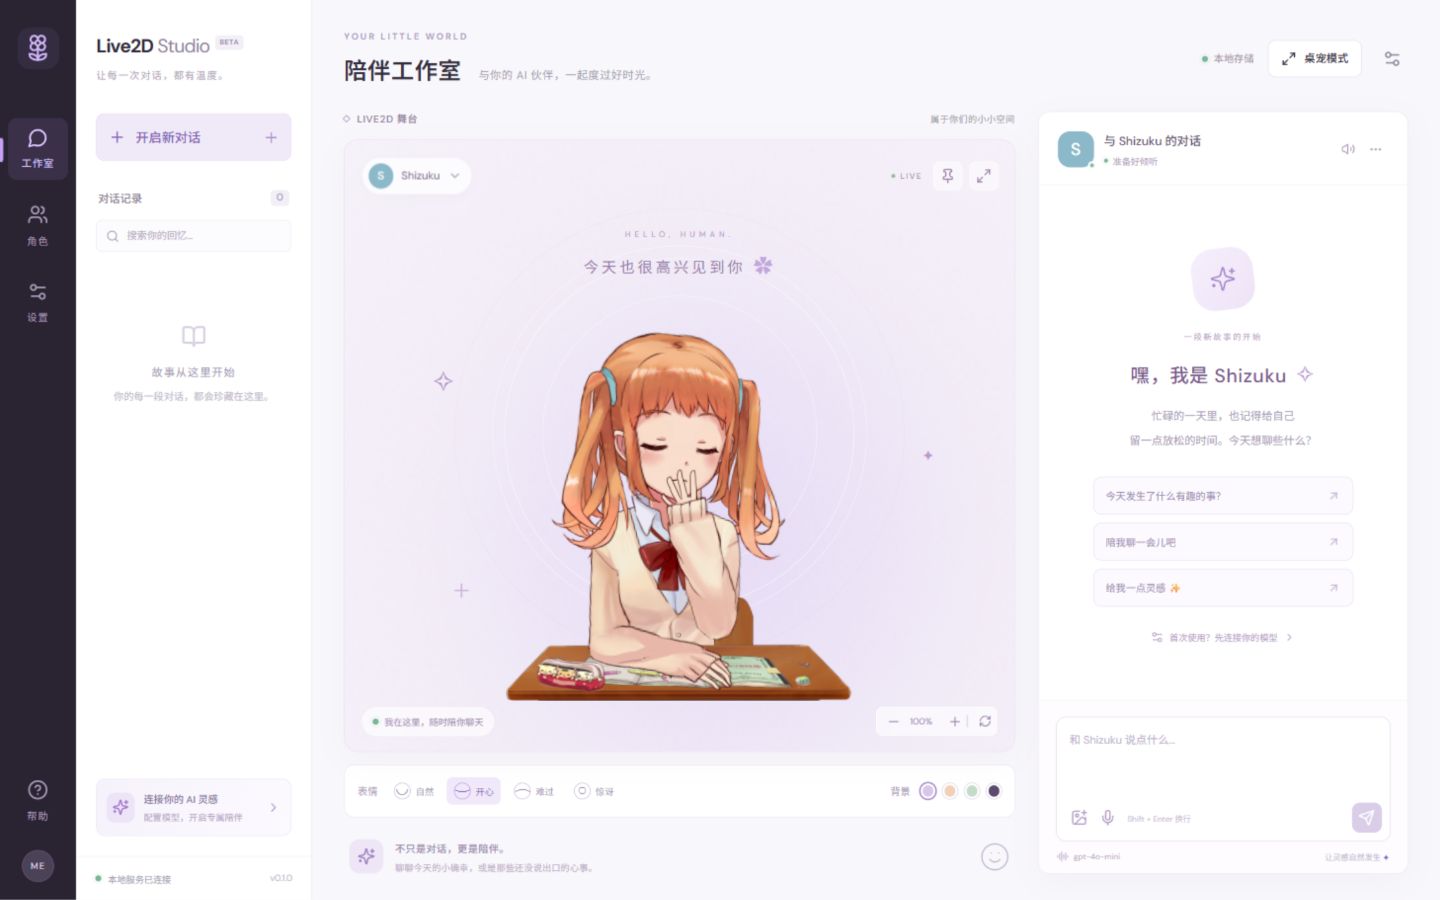 Live2D Studio BETA
让每一次对话，都有温度。
开启新对话
对话记录 0
搜索你的回忆...
故事从这里开始
你的每一段对话，都会珍藏在这里。
连接你的 AI 灵感
配置模型，开启专属陪伴
本地服务已连接 v0.1.0
工作室
角色
设置
帮助
ME
YOUR LITTLE WORLD
陪伴工作室 与你的 AI 伙伴，一起度过好时光。
本地存储 桌宠模式
LIVE2D 舞台 属于你们的小小空间
S Shizuku
LIVE
HELLO, HUMAN.
今天也很高兴见到你
我在这里，随时陪你聊天
100%
表情 自然 开心 难过 惊讶
背景
不只是对话，更是陪伴。
聊聊今天的小确幸，或是那些还没说出口的心事。
S 与 Shizuku 的对话
准备好倾听
一段新故事的开始
嘿，我是 Shizuku
忙碌的一天里，也记得给自己
留一点放松的时间。今天想聊些什么？
今天发生了什么有趣的事？
陪我聊一会儿吧
给我一点灵感 ✨
首次使用？先连接你的模型
和 Shizuku 说点什么...
Shift + Enter 换行
gpt-4o-mini 让灵感自然发生